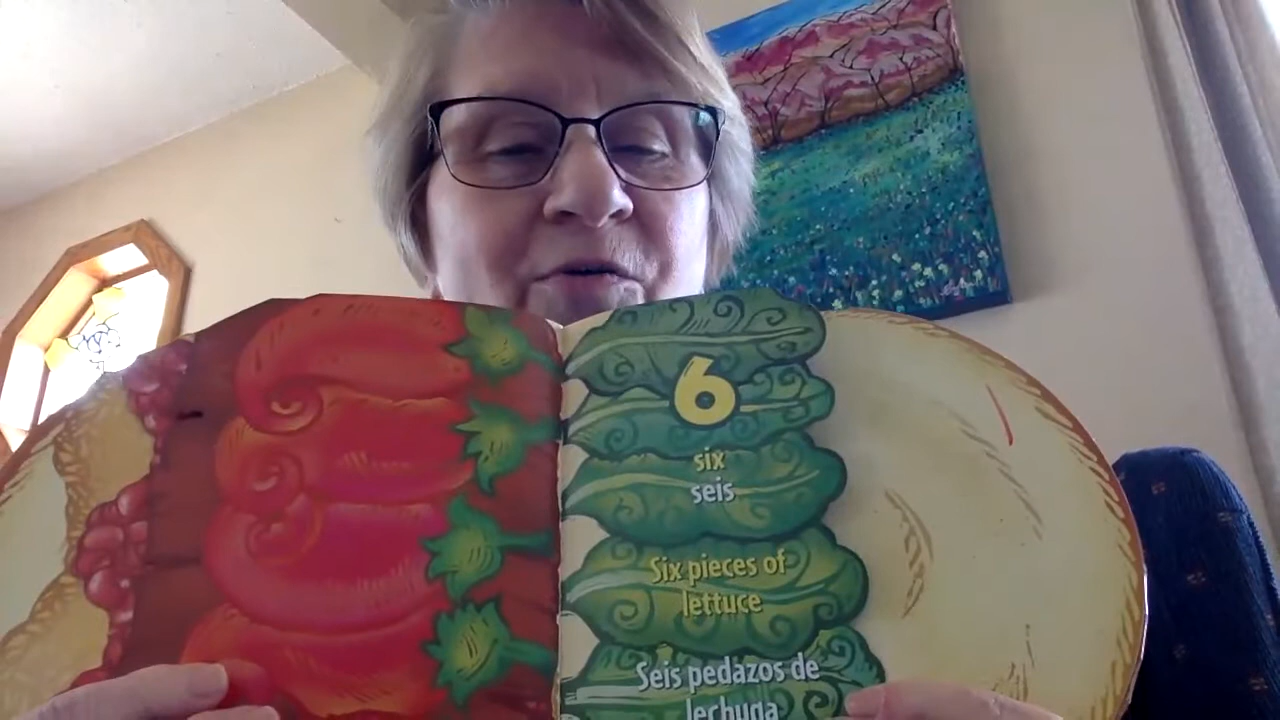 6
six
seis
Six pieces of
lettuce
Seis pedazos de
lechuga